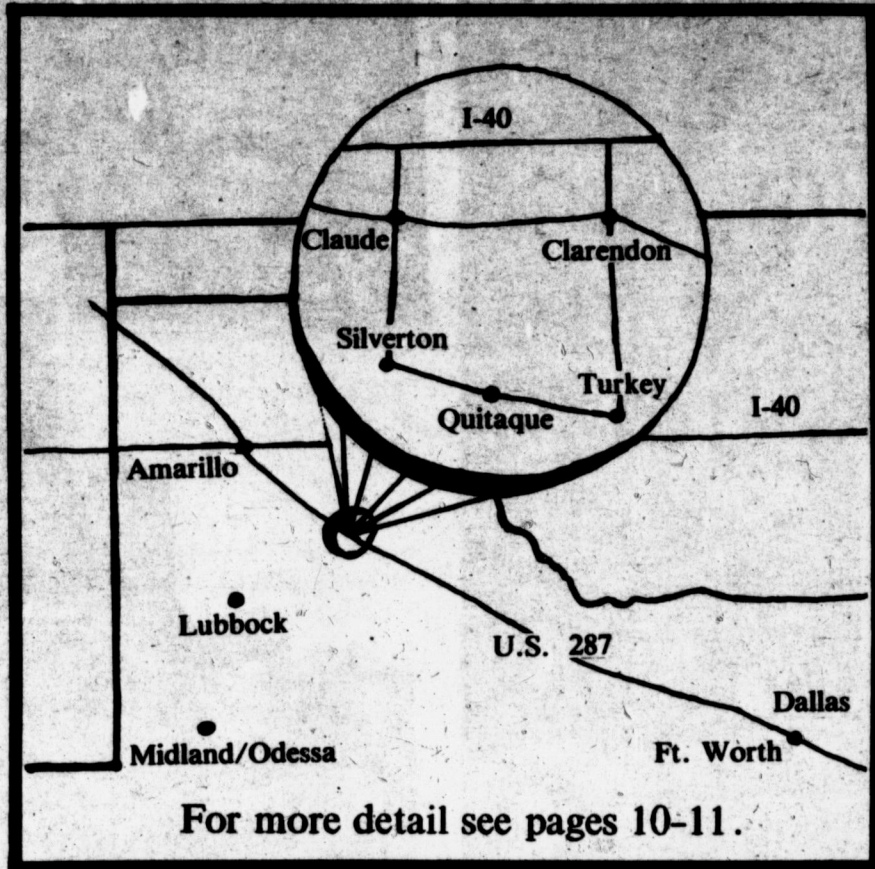 I-40
Claude
Clarendon
Silverton
Turkey
Quitaque
I-40
Amarillo
Lubbock
U.S. 287
Dallas
Midland/Odessa
Ft. Worth
For more detail see pages 10-11.